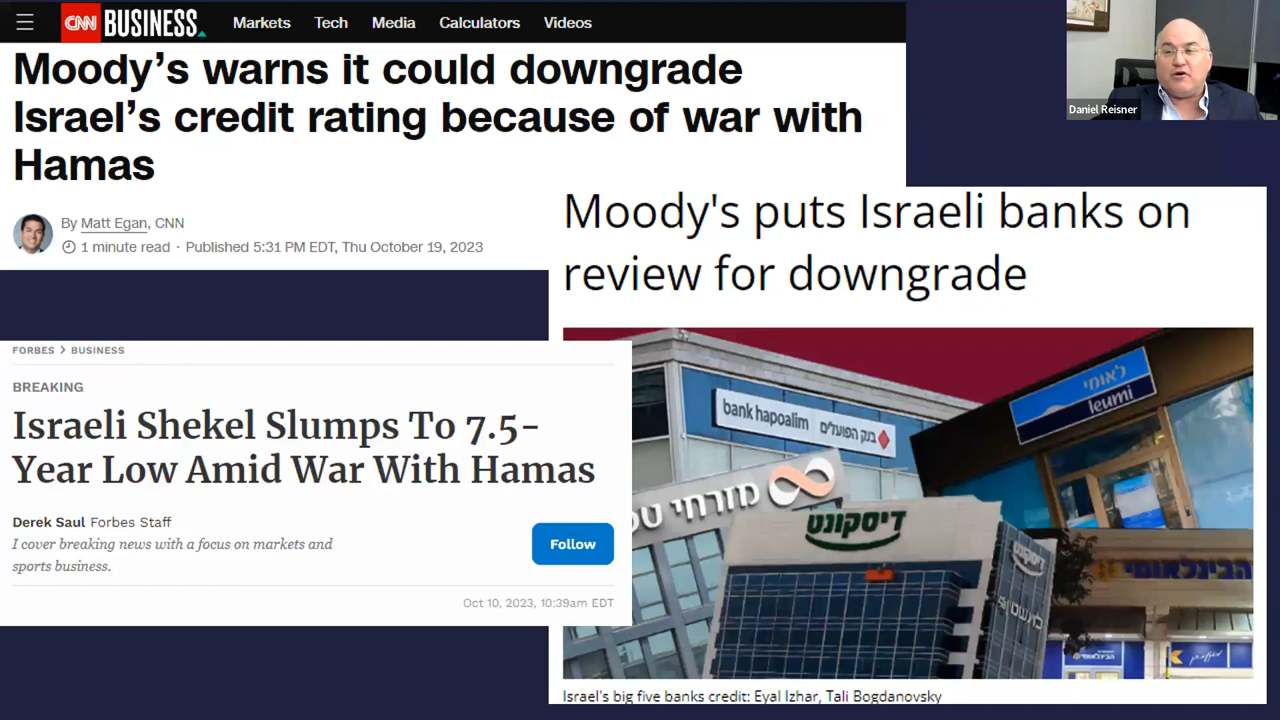 CNN BUSINESS
Markets Tech Media Calculators Videos
Moody’s warns it could downgrade
Israel’s credit rating because of war with
Hamas
By Matt Egan, CNN
1 minute read · Published 5:31 PM EDT, Thu October 19, 2023
Daniel Reisner
Moody's puts Israeli banks on
review for downgrade
FORBES > BUSINESS
BREAKING
Israeli Shekel Slumps To 7.5-
Year Low Amid War With Hamas
Derek Saul Forbes Staff
I cover breaking news with a focus on markets and
sports business.
Follow
Oct 10, 2023, 10:39am EDT
לאומי
leumi
bank hapoalim בנק הפועלים
מזרחי טפ
דיסקונט
דיסקונט
הבינלאומי
הבינלאומי
Israel's big five banks credit: Eyal Izhar, Tali Bogdanovsky